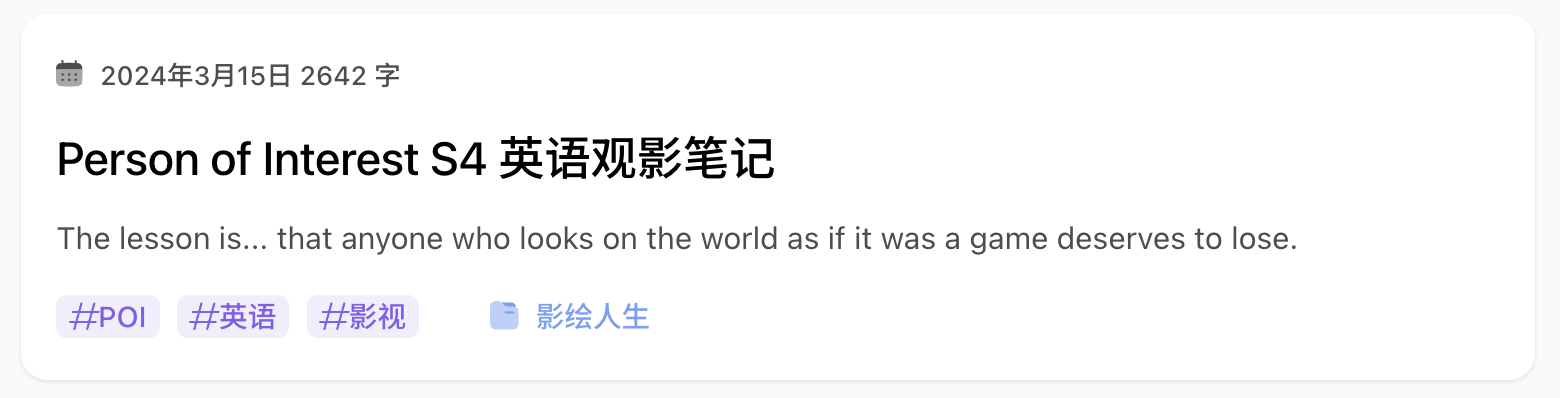 2024年3月15日 2642 字
Person of Interest S4 英语观影笔记
The lesson is... that anyone who looks on the world as if it was a game deserves to lose.
#POI #英语 #影视 影绘人生